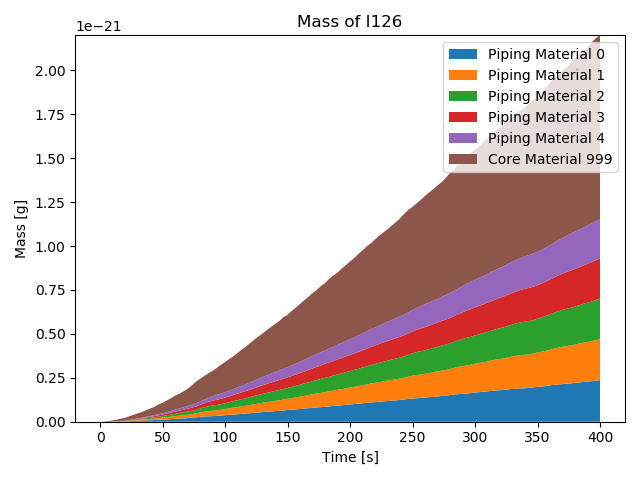 Mass of I126
1e−21
Piping Material 0
Piping Material 1
Piping Material 2
Piping Material 3
Piping Material 4
Core Material 999
2.00
1.75
1.50
1.25
1.00
0.75
0.50
0.25
0.00
Mass [g]
0 50 100 150 200 250 300 350 400
Time [s]